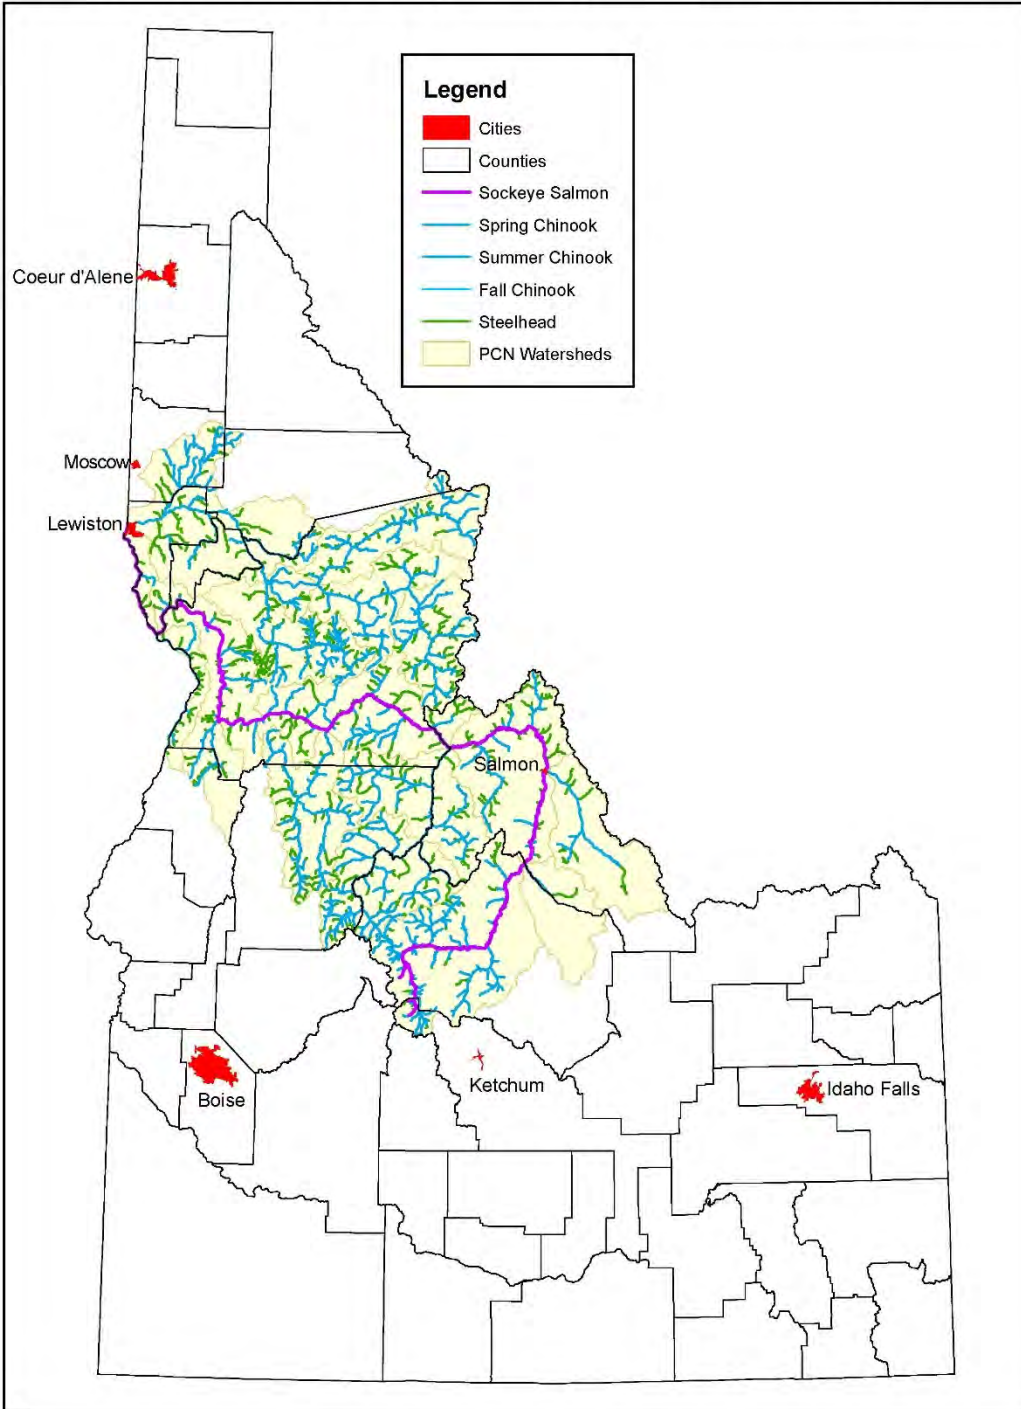 Legend
Cities
Counties
Sockeye Salmon
Spring Chinook
Summer Chinook
Fall Chinook
Steelhead
PCN Watersheds
Coeur d'Alene
Moscow
Lewiston
Salmon
Boise
Ketchum
Idaho Falls